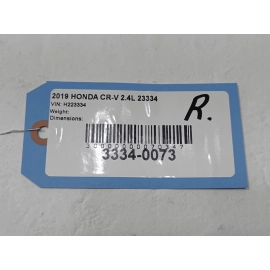 2019 HONDA CR-V 2.4L 23334
VIN: H223334
Weight:
Dimensions:
R.
3334-0073